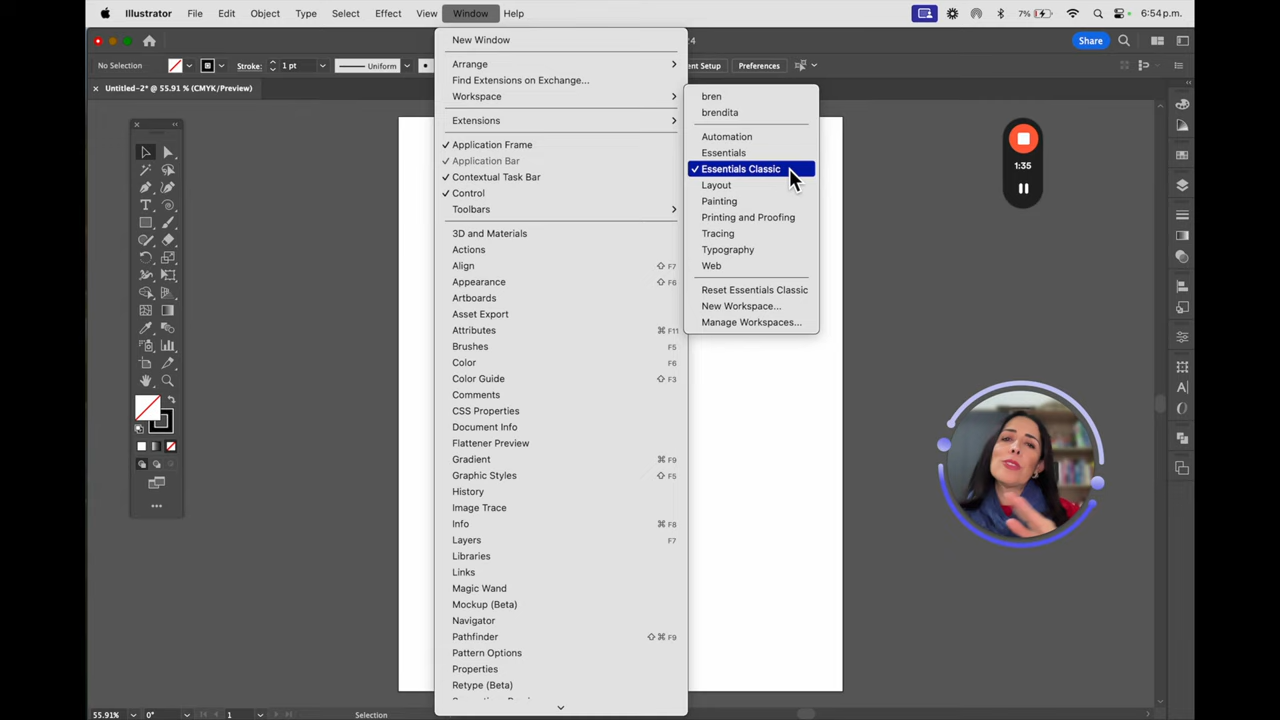 Illustrator File Edit Object Type Select Effect View Window Help 7% 6:54 p.m.
24
Share
No Selection Stroke: 1 pt Uniform Preferences
Untitled-2* @ 55.91 % (CMYK/Preview)
New Window
Arrange
Find Extensions on Exchange...
Workspace
Extensions
Application Frame
Application Bar
Contextual Task Bar
Control
Toolbars
3D and Materials
Actions
Align ⇧ F7
Appearance ⇧ F6
Artboards
Asset Export
Attributes ⌘ F11
Brushes F5
Color F6
Color Guide ⇧ F3
Comments
CSS Properties
Document Info
Flattener Preview
Gradient ⌘ F9
Graphic Styles ⇧ F5
History
Image Trace
Info ⌘ F8
Layers F7
Libraries
Links
Magic Wand
Mockup (Beta)
Navigator
Pathfinder ⇧ ⌘ F9
Pattern Options
Properties
Retype (Beta)
bren
brendita
Automation
Essentials
Essentials Classic
Layout
Painting
Printing and Proofing
Tracing
Typography
Web
Reset Essentials Classic
New Workspace...
Manage Workspaces...
1:35
55.91% 0° 1 Selection